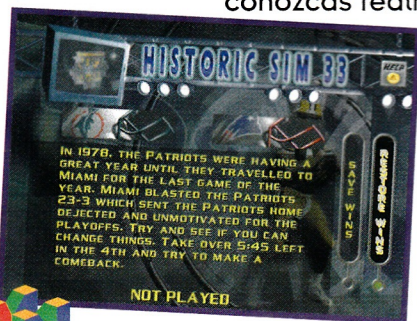 conozcas
HISTORIC SIM 33
HELP
IN 1978, THE PATRIOTS WERE HAVING A
GREAT YEAR UNTIL THEY TRAVELLED TO
MIAMI FOR THE LAST GAME OF THE
YEAR. MIAMI BLASTED THE PATRIOTS
23-3 WHICH SENT THE PATRIOTS HOME
DEJECTED AND UNMOTIVATED FOR THE
PLAYOFFS. TRY AND SEE IF YOU CAN
CHANGE THINGS. TAKE OVER 5:45 LEFT
IN THE 4TH AND TRY TO MAKE A
COMEBACK.
SAVE WINS
RESTORE WINS
NOT PLAYED